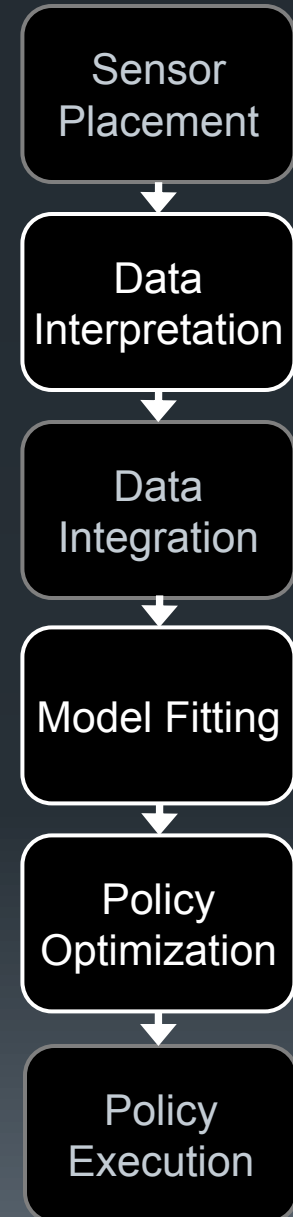 Sensor
Placement
Data
Interpretation
Data
Integration
Model Fitting
Policy
Optimization
Policy
Execution